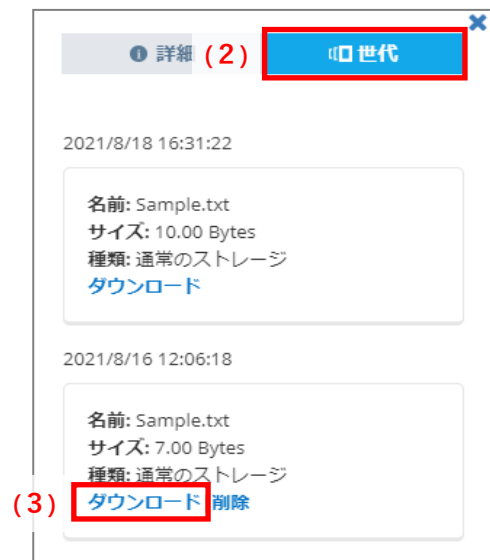 詳細 (2) 世代
2021/8/18 16:31:22
名前: Sample.txt
サイズ: 10.00 Bytes
種類: 通常のストレージ
ダウンロード
2021/8/16 12:06:18
名前: Sample.txt
サイズ: 7.00 Bytes
種類: 通常のストレージ
(3) ダウンロード 削除